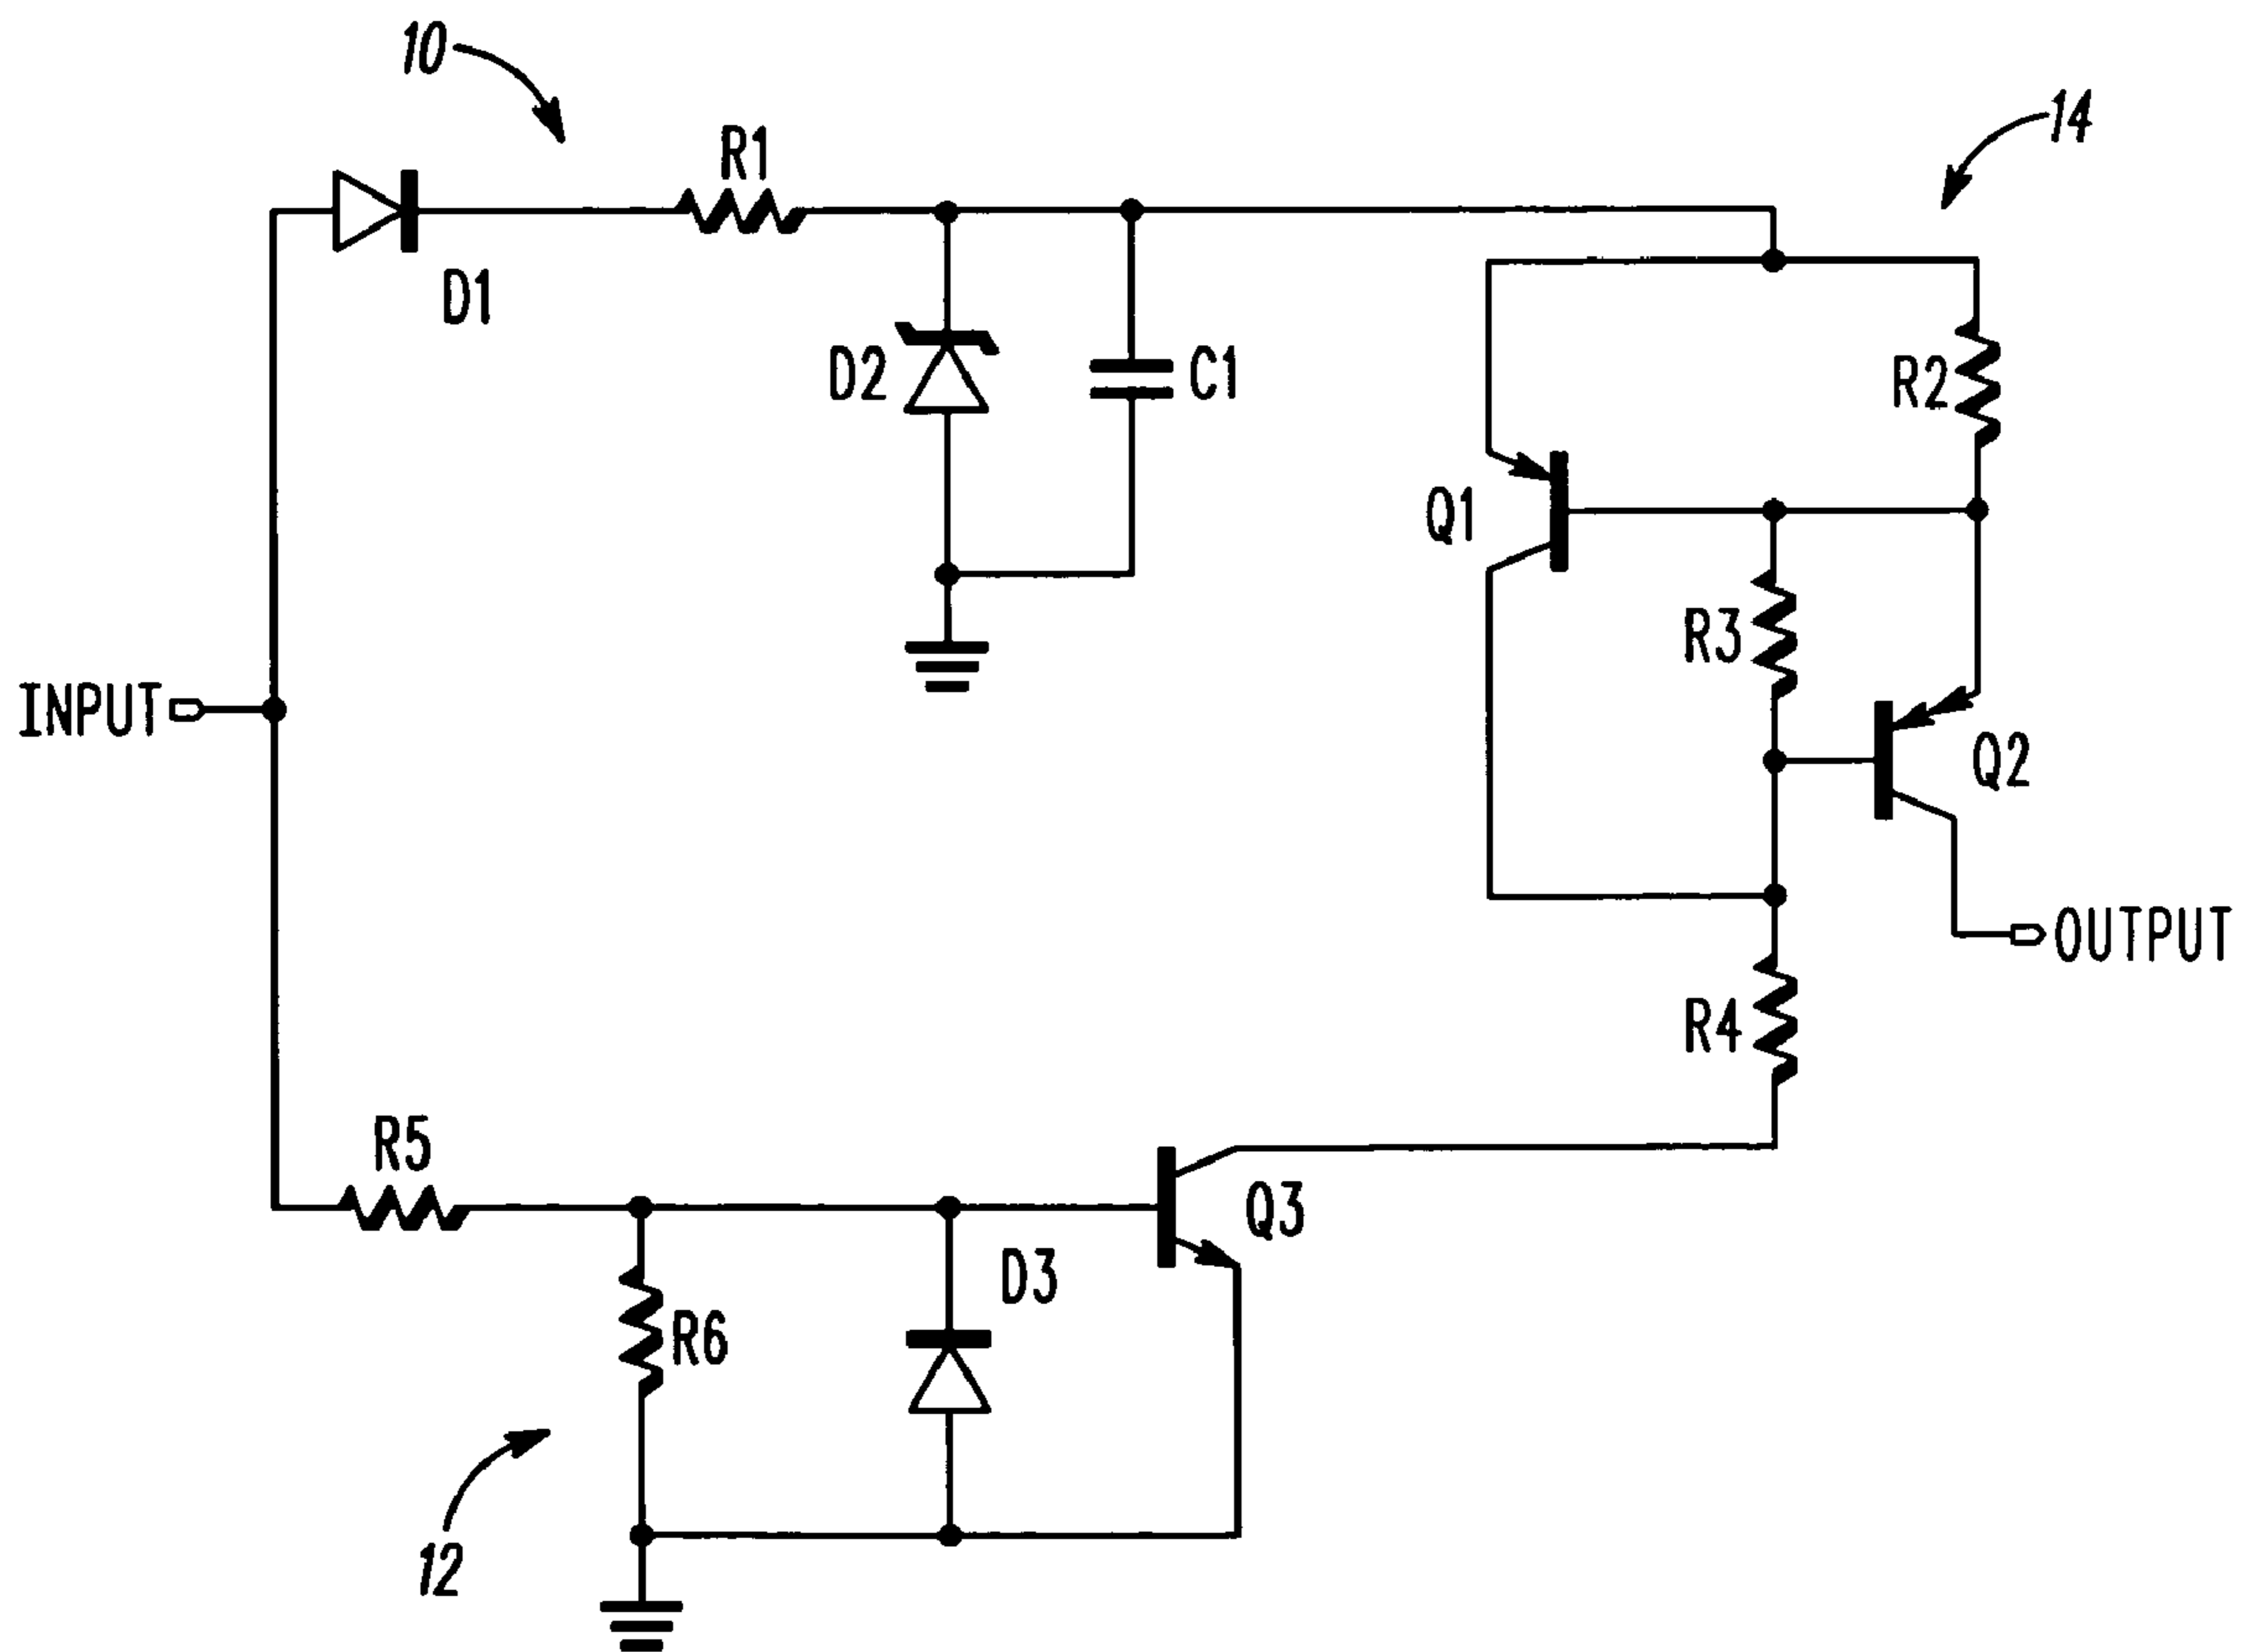 10
14
R1
D1
D2
C1
R2
Q1
R3
INPUT
Q2
OUTPUT
R4
R5
Q3
D3
R6
12